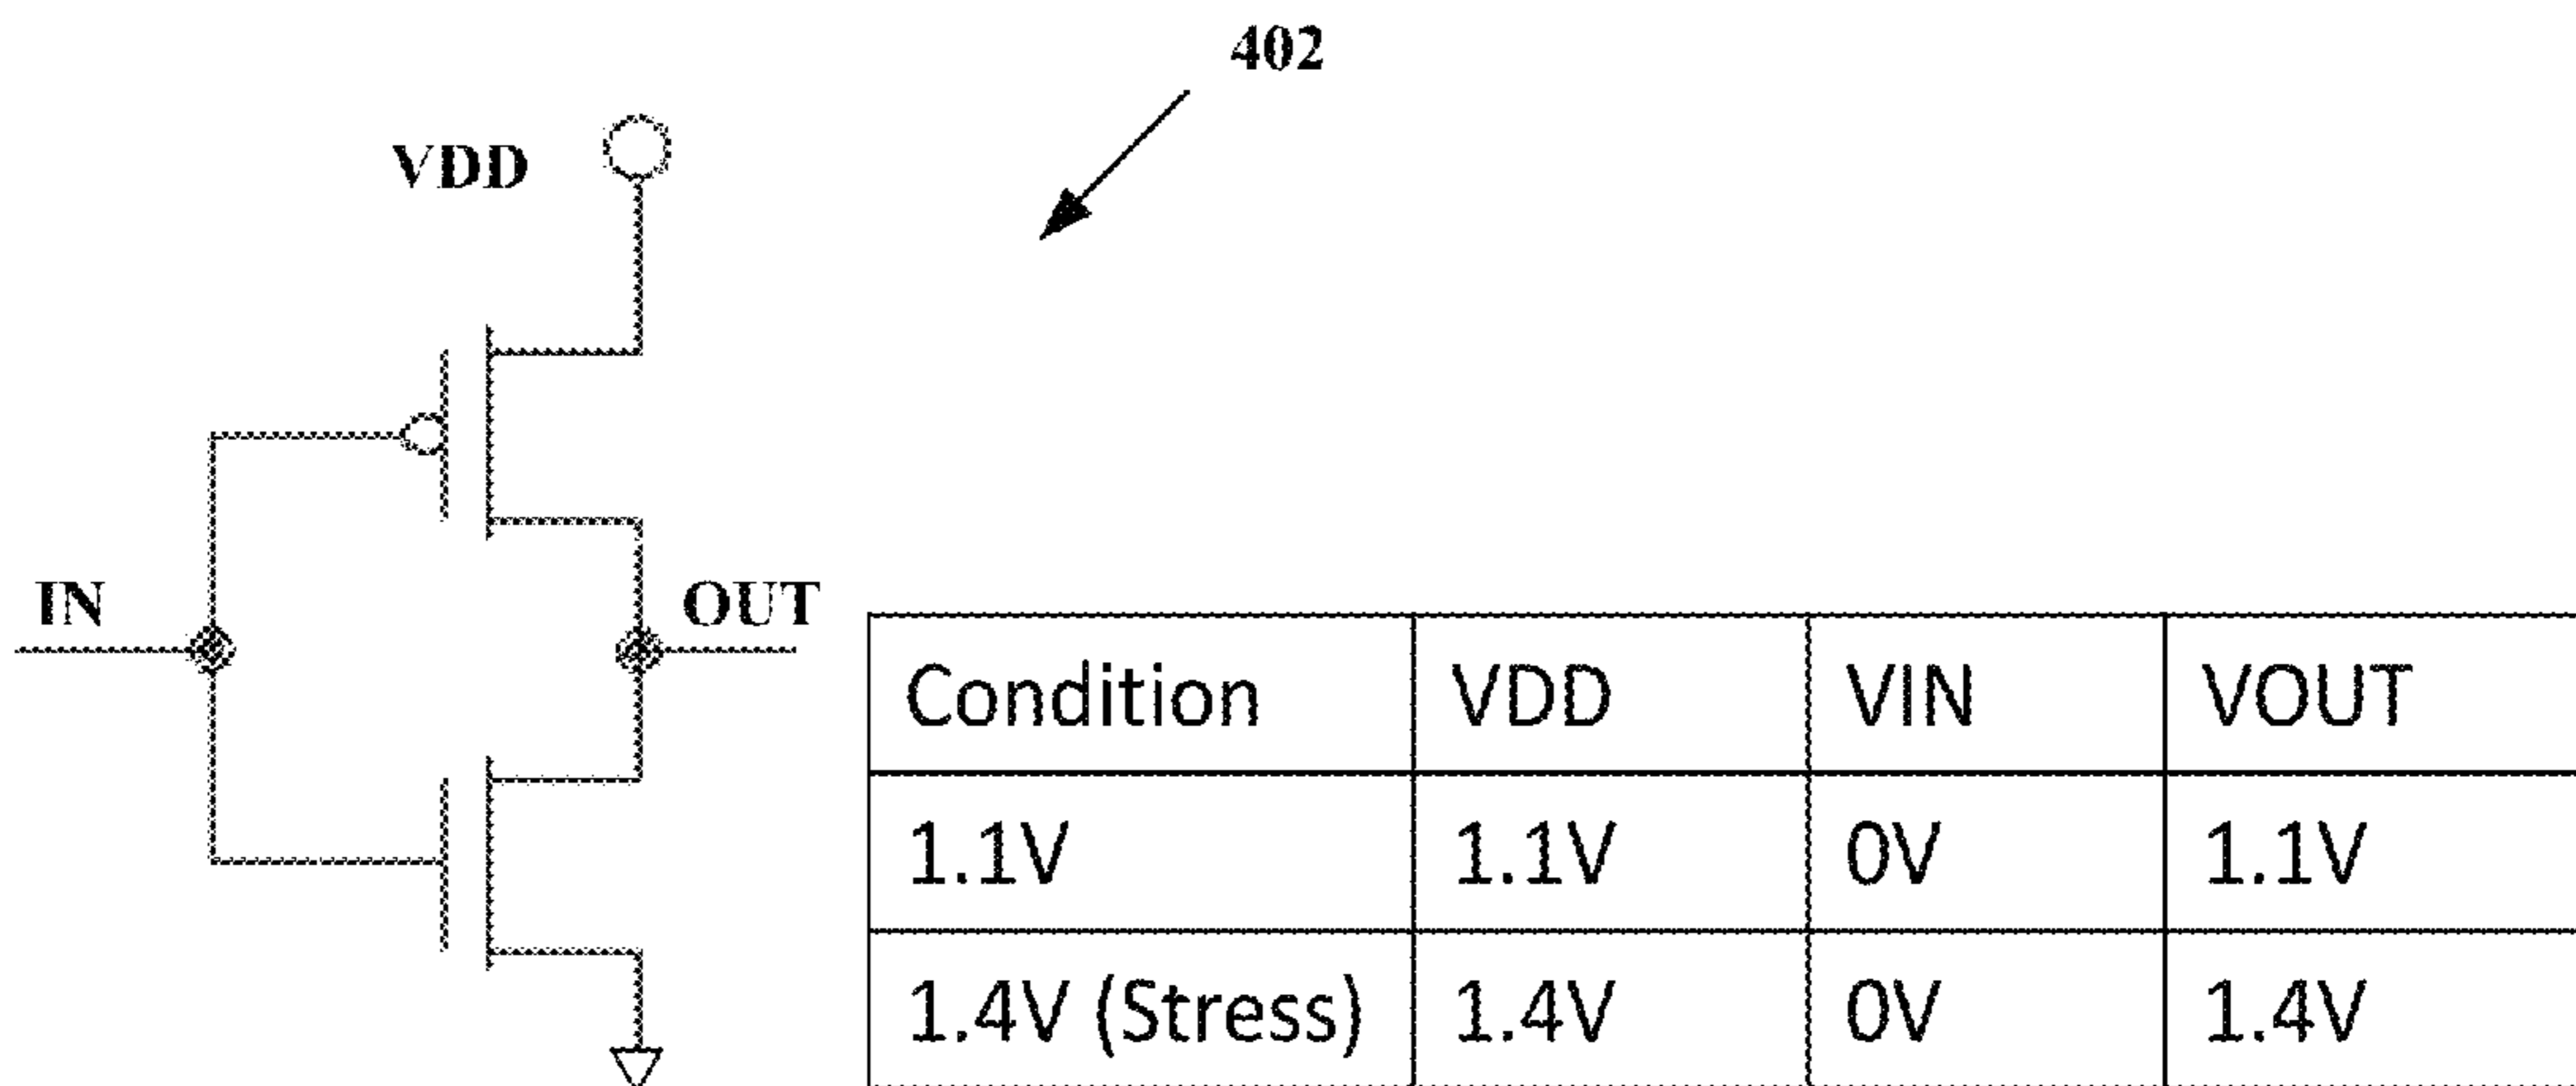 402
VDD
IN
OUT
Condition VDD VIN VOUT
1.1V 1.1V 0V 1.1V
1.4V (Stress) 1.4V 0V 1.4V